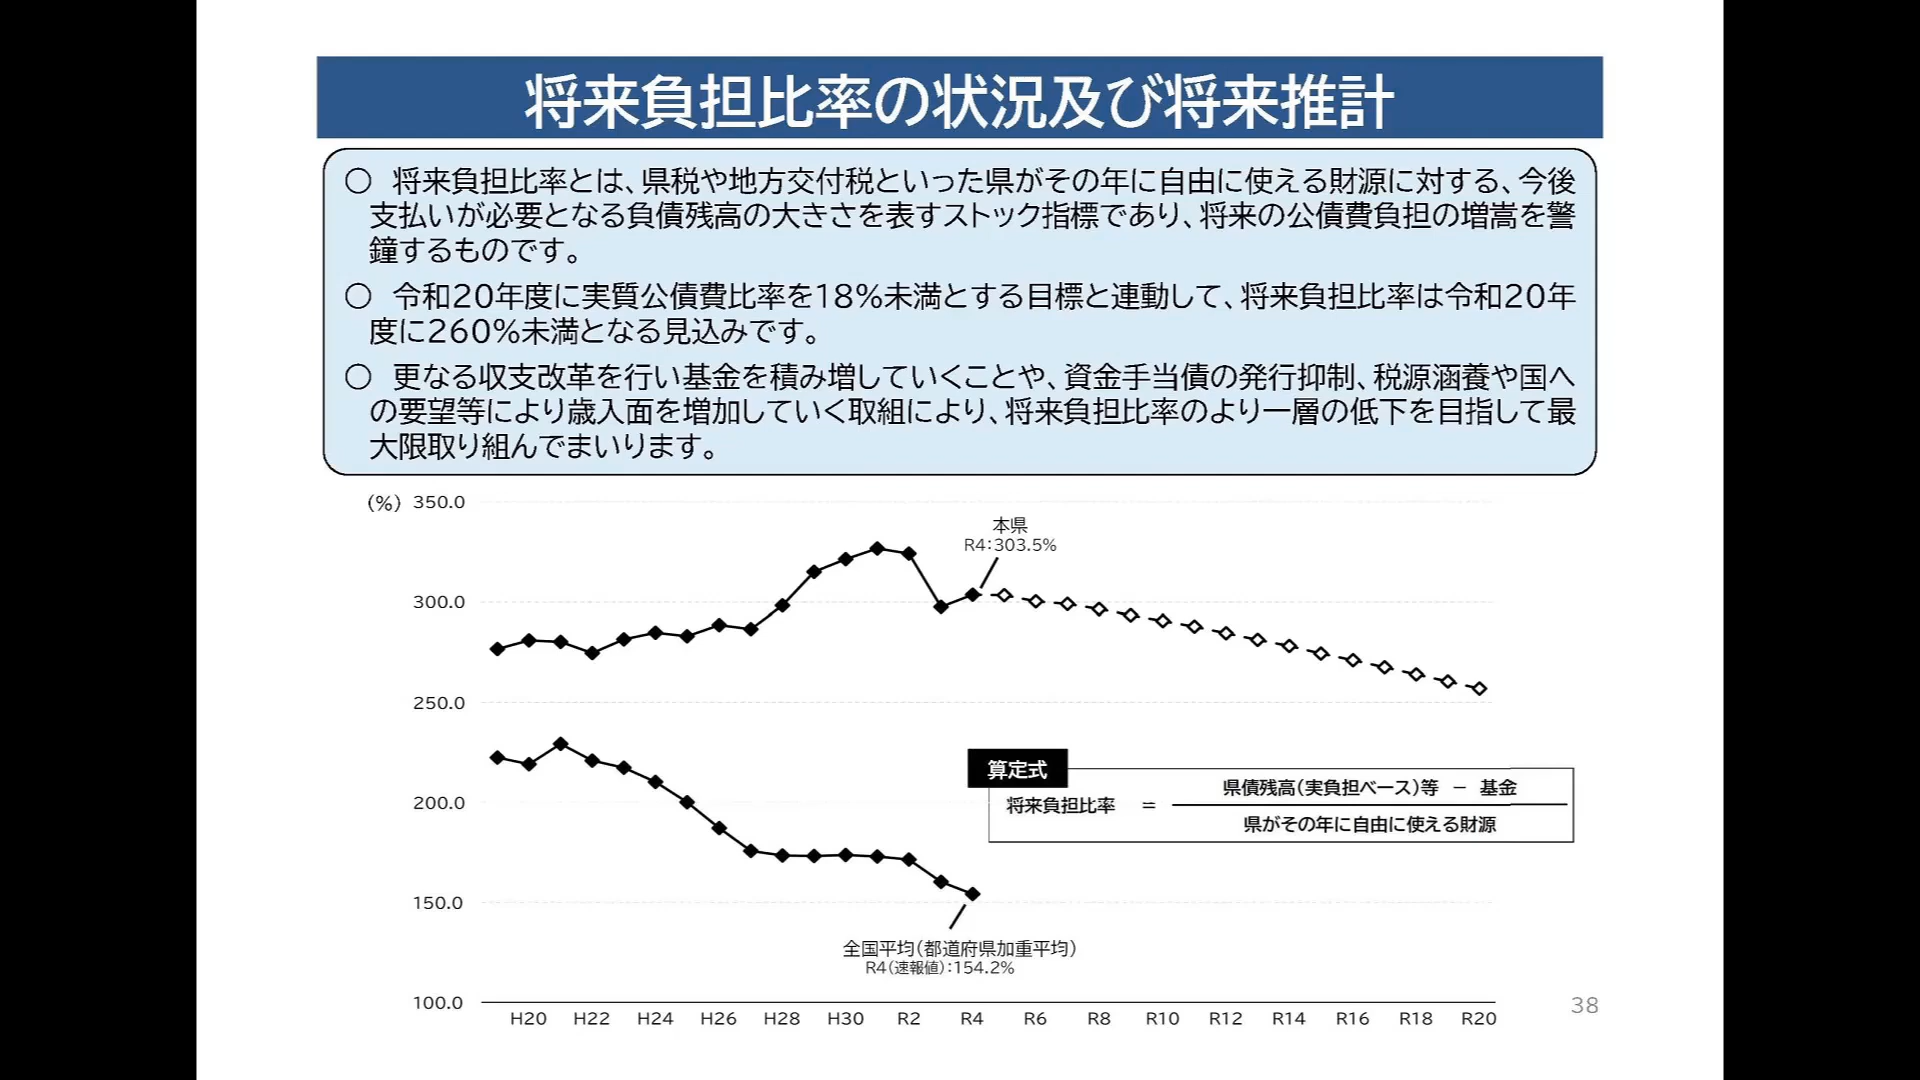 将来負担比率の状況及び将来推計
○ 将来負担比率とは、県税や地方交付税といった県がその年に自由に使える財源に対する、今後
支払いが必要となる負債残高の大きさを表すストック指標であり、将来の公債費負担の増嵩を警
鐘するものです。
○ 令和20年度に実質公債費比率を18%未満とする目標と連動して、将来負担比率は令和20年
度に260%未満となる見込みです。
○ 更なる収支改革を行い基金を積み増していくことや、資金手当債の発行抑制、税源涵養や国へ
の要望等により歳入面を増加していく取組により、将来負担比率のより一層の低下を目指して最
大限取り組んでまいります。
(%) 350.0
本県
R4:303.5%
300.0
250.0
算定式
県債残高(実負担ベース)等 － 基金
将来負担比率 ＝
県がその年に自由に使える財源
200.0
150.0
全国平均(都道府県加重平均)
R4(速報値):154.2%
100.0
H20 H22 H24 H26 H28 H30 R2 R4 R6 R8 R10 R12 R14 R16 R18 R20
38